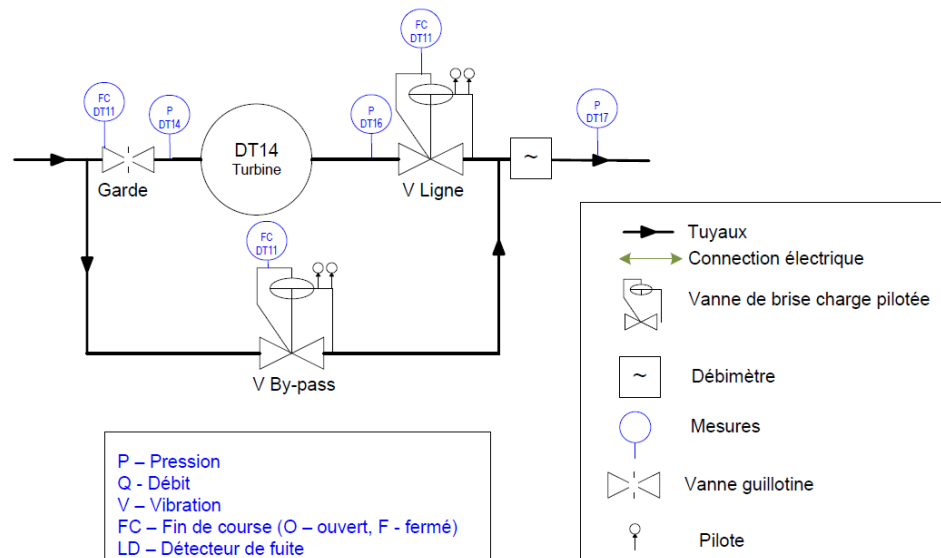 FC
DT11
FC
DT11
P
DT14
P
DT16
P
DT17
DT14
Turbine
~
Garde
V Ligne
FC
DT11
V By-pass
Tuyaux
Connection électrique
Vanne de brise charge pilotée
~
Débimètre
Mesures
Vanne guillotine
Pilote
P – Pression
Q - Débit
V – Vibration
FC – Fin de course (O – ouvert, F - fermé)
LD – Détecteur de fuite